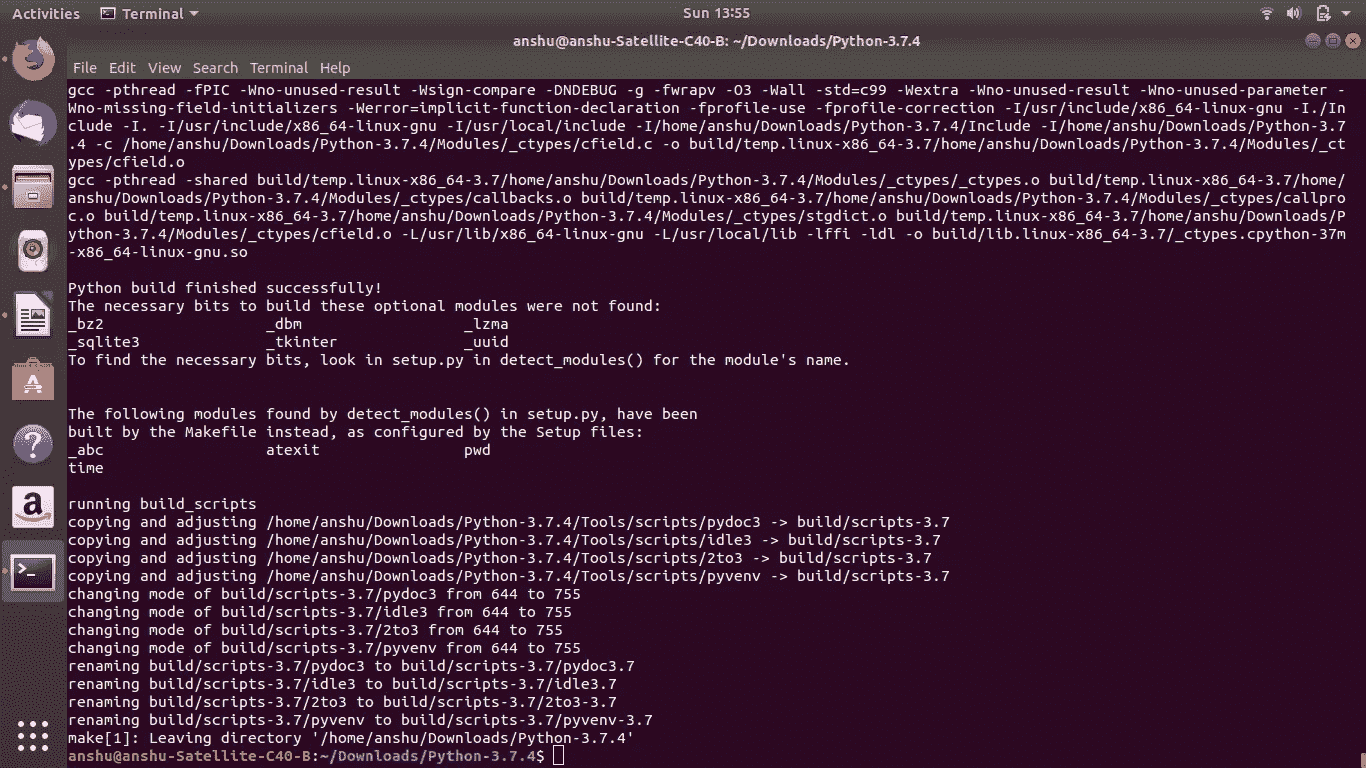 Activities Terminal Sun 13:55
anshu@anshu-Satellite-C40-B: ~/Downloads/Python-3.7.4
File Edit View Search Terminal Help
gcc -pthread -fPIC -Wno-unused-result -Wsign-compare -DNDEBUG -g -fwrapv -O3 -Wall -std=c99 -Wextra -Wno-unused-result -Wno-unused-parameter -
Wno-missing-field-initializers -Werror=implicit-function-declaration -fprofile-use -fprofile-correction -I/usr/include/x86_64-linux-gnu -I./In
clude -I. -I/usr/include/x86_64-linux-gnu -I/usr/local/include -I/home/anshu/Downloads/Python-3.7.4/Include -I/home/anshu/Downloads/Python-3.7
.4 -c /home/anshu/Downloads/Python-3.7.4/Modules/_ctypes/cfield.c -o build/temp.linux-x86_64-3.7/home/anshu/Downloads/Python-3.7.4/Modules/_ct
ypes/cfield.o
gcc -pthread -shared build/temp.linux-x86_64-3.7/home/anshu/Downloads/Python-3.7.4/Modules/_ctypes/_ctypes.o build/temp.linux-x86_64-3.7/home/
anshu/Downloads/Python-3.7.4/Modules/_ctypes/callbacks.o build/temp.linux-x86_64-3.7/home/anshu/Downloads/Python-3.7.4/Modules/_ctypes/callpro
c.o build/temp.linux-x86_64-3.7/home/anshu/Downloads/Python-3.7.4/Modules/_ctypes/stgdict.o build/temp.linux-x86_64-3.7/home/anshu/Downloads/P
ython-3.7.4/Modules/_ctypes/cfield.o -L/usr/lib/x86_64-linux-gnu -L/usr/local/lib -lffi -ldl -o build/lib.linux-x86_64-3.7/_ctypes.cpython-37m
-x86_64-linux-gnu.so
Python build finished successfully!
The necessary bits to build these optional modules were not found:
_bz2 _dbm _lzma
_sqlite3 _tkinter _uuid
To find the necessary bits, look in setup.py in detect_modules() for the module's name.
The following modules found by detect_modules() in setup.py, have been
built by the Makefile instead, as configured by the Setup files:
_abc atexit pwd
time
running build_scripts
copying and adjusting /home/anshu/Downloads/Python-3.7.4/Tools/scripts/pydoc3 -> build/scripts-3.7
copying and adjusting /home/anshu/Downloads/Python-3.7.4/Tools/scripts/idle3 -> build/scripts-3.7
copying and adjusting /home/anshu/Downloads/Python-3.7.4/Tools/scripts/2to3 -> build/scripts-3.7
copying and adjusting /home/anshu/Downloads/Python-3.7.4/Tools/scripts/pyvenv -> build/scripts-3.7
changing mode of build/scripts-3.7/pydoc3 from 644 to 755
changing mode of build/scripts-3.7/idle3 from 644 to 755
changing mode of build/scripts-3.7/2to3 from 644 to 755
changing mode of build/scripts-3.7/pyvenv from 644 to 755
renaming build/scripts-3.7/pydoc3 to build/scripts-3.7/pydoc3.7
renaming build/scripts-3.7/idle3 to build/scripts-3.7/idle3.7
renaming build/scripts-3.7/2to3 to build/scripts-3.7/2to3-3.7
renaming build/scripts-3.7/pyvenv to build/scripts-3.7/pyvenv-3.7
make[1]: Leaving directory '/home/anshu/Downloads/Python-3.7.4'
anshu@anshu-Satellite-C40-B:~/Downloads/Python-3.7.4$